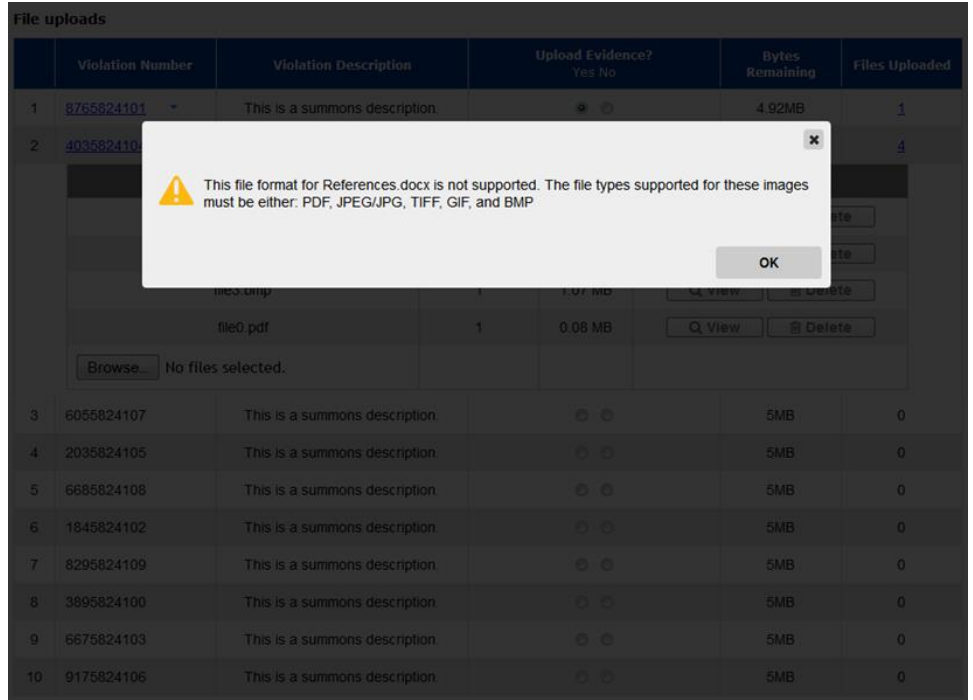 File uploads
Violation Number Violation Description Upload Evidence? Bytes Files Uploaded
Yes No Remaining
1 8765824101 This is a summons description. 4.92MB 1
2 403582410 4
This file format for References.docx is not supported. The file types supported for these images
must be either: PDF, JPEG/JPG, TIFF, GIF, and BMP
OK
file3.bmp 1 1.07 MB View Delete
file0.pdf 1 0.08 MB View Delete
Browse... No files selected.
3 6055824107 This is a summons description. 5MB 0
4 2035824105 This is a summons description. 5MB 0
5 6685824108 This is a summons description. 5MB 0
6 1845824102 This is a summons description. 5MB 0
7 8295824109 This is a summons description. 5MB 0
8 3895824100 This is a summons description. 5MB 0
9 6675824103 This is a summons description. 5MB 0
10 9175824106 This is a summons description. 5MB 0